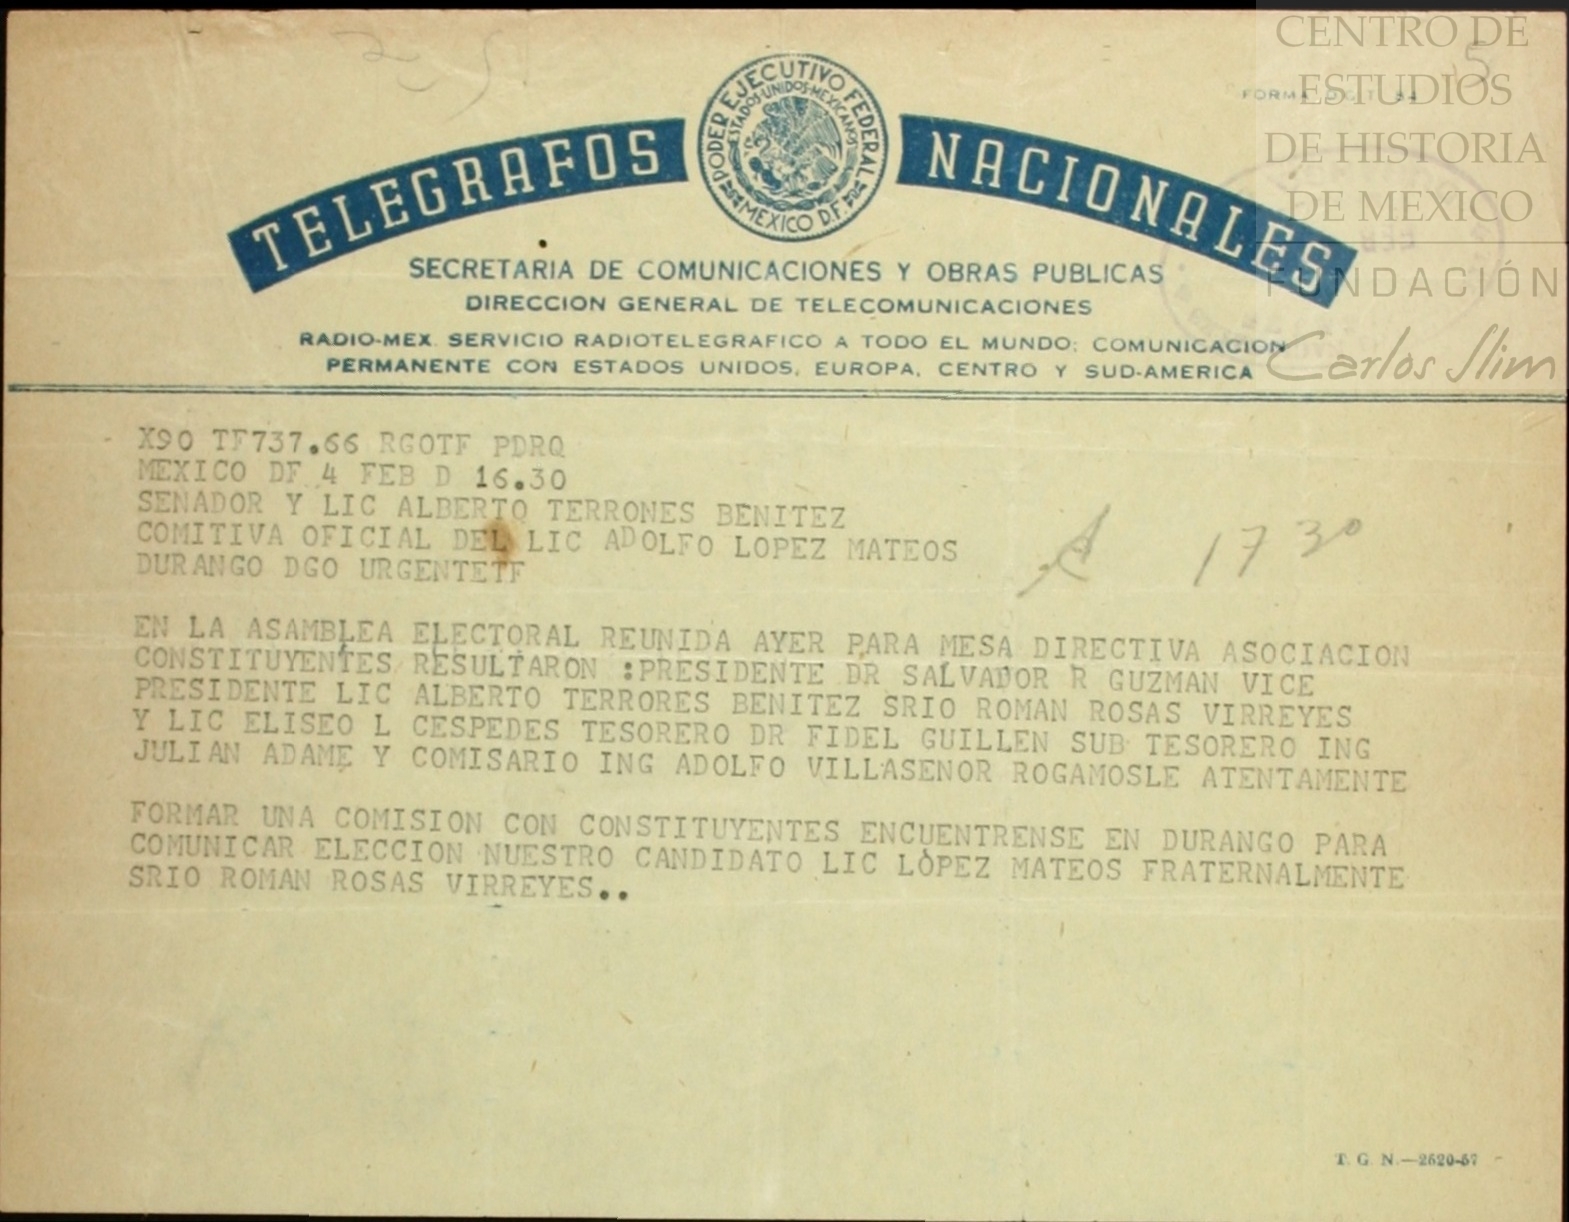 CENTRO DE
ESTUDIOS
DE HISTORIA
DE MEXICO
FUNDACIÓN
Carlos Slim
5
FORMA
TELEGRAFOS NACIONALES
PODER EJECUTIVO FEDERAL
ESTADOS·UNIDOS·MEXICANOS
MEXICO D.F.
SECRETARIA DE COMUNICACIONES Y OBRAS PUBLICAS
DIRECCION GENERAL DE TELECOMUNICACIONES
RADIO-MEX. SERVICIO RADIOTELEGRAFICO A TODO EL MUNDO: COMUNICACION
PERMANENTE CON ESTADOS UNIDOS, EUROPA, CENTRO Y SUD-AMERICA
X90 TF737.66 RGOTF PDRQ
MEXICO DF 4 FEB D 16.30
SENADOR Y LIC ALBERTO TERRONES BENITEZ
COMITIVA OFICIAL DEL LIC ADOLFO LOPEZ MATEOS
DURANGO DGO URGENTETF
1730
EN LA ASAMBLEA ELECTORAL REUNIDA AYER PARA MESA DIRECTIVA ASOCIACION
CONSTITUYENTES RESULTARON :PRESIDENTE DR SALVADOR R GUZMAN VICE
PRESIDENTE LIC ALBERTO TERRORES BENITEZ SRIO ROMAN ROSAS VIRREYES
Y LIC ELISEO L CESPEDES TESORERO DR FIDEL GUILLEN SUB TESORERO ING
JULIAN ADAME Y COMISARIO ING ADOLFO VILLASENOR ROGAMOSLE ATENTAMENTE
FORMAR UNA COMISION CON CONSTITUYENTES ENCUENTRENSE EN DURANGO PARA
COMUNICAR ELECCION NUESTRO CANDIDATO LIC LOPEZ MATEOS FRATERNALMENTE
SRIO ROMAN ROSAS VIRREYES..
T. G. N.—2620-57